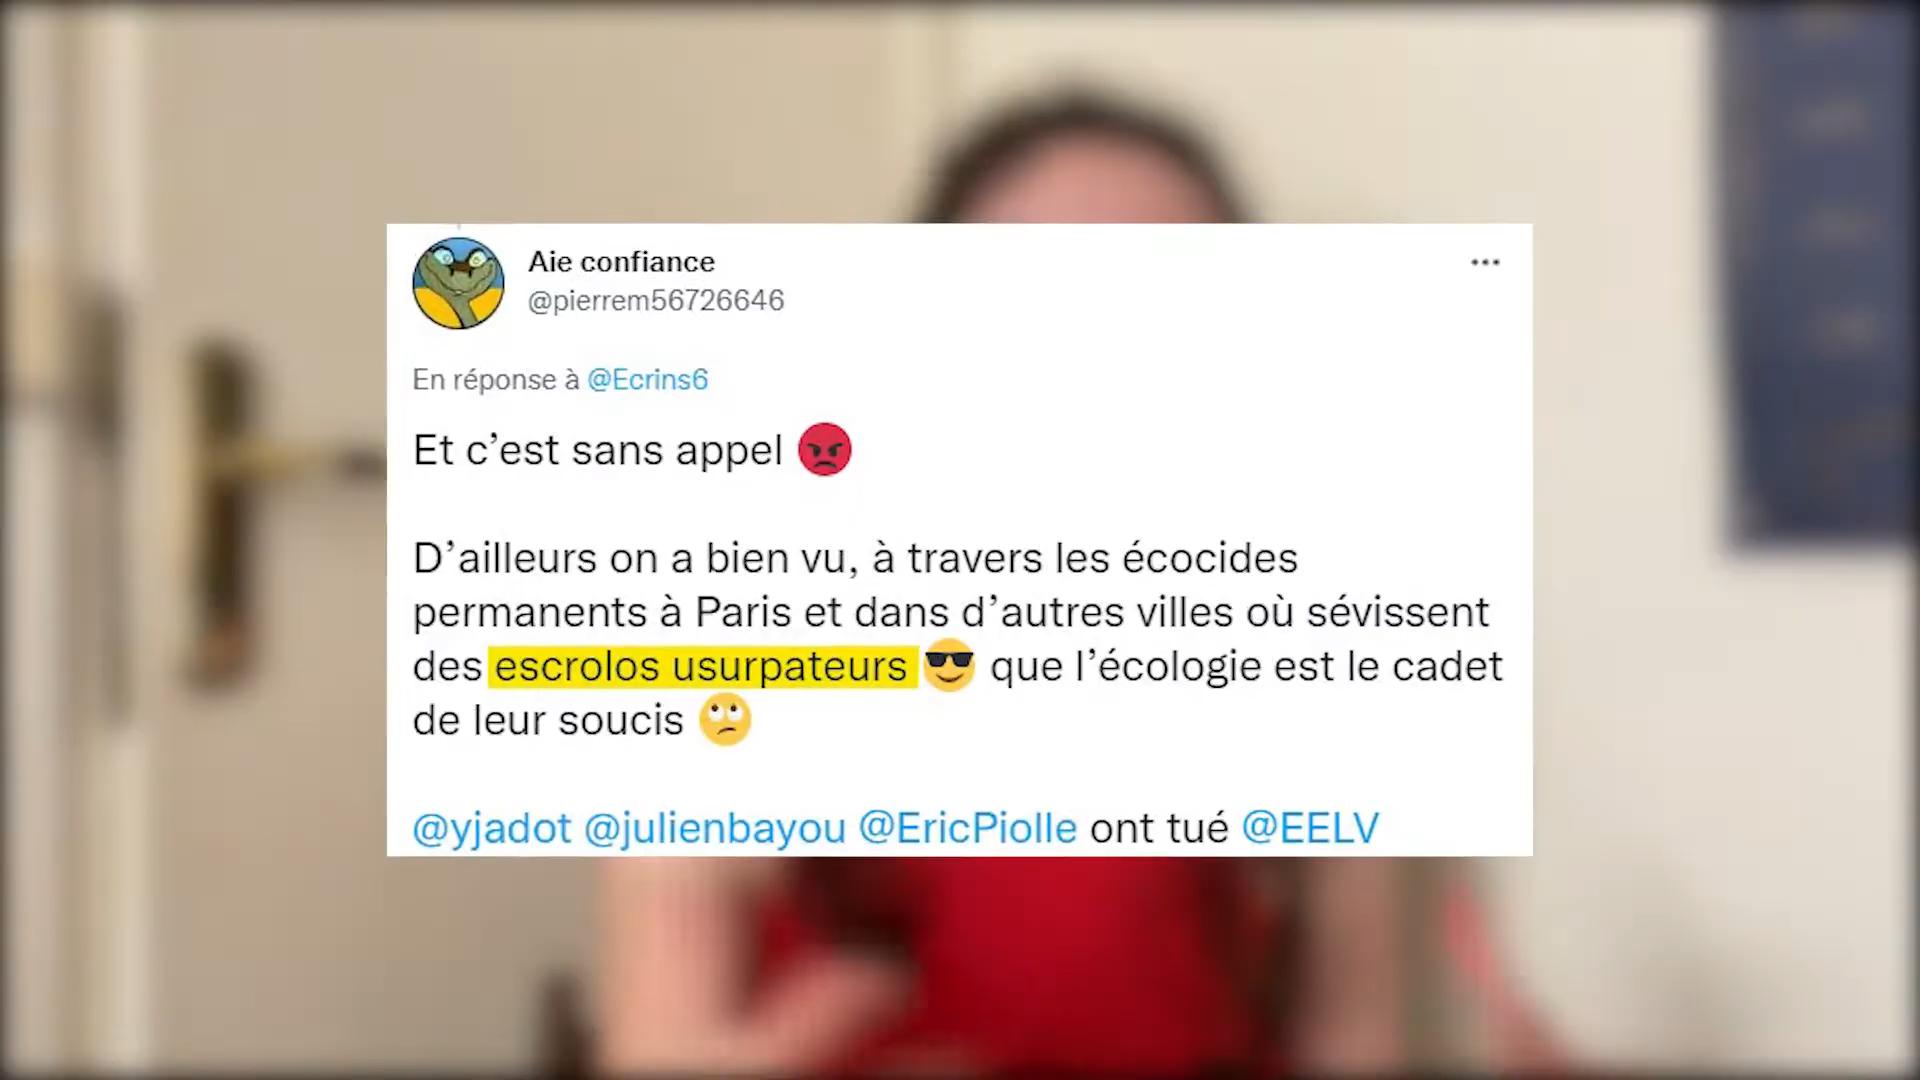 Aie confiance
@pierrem56726646
En réponse à @Ecrins6
Et c’est sans appel 😡
D’ailleurs on a bien vu, à travers les écocides
permanents à Paris et dans d’autres villes où sévissent
des escrolos usurpateurs 😎 que l’écologie est le cadet
de leur soucis 🙄
@yjadot @julienbayou @EricPiolle ont tué @EELV